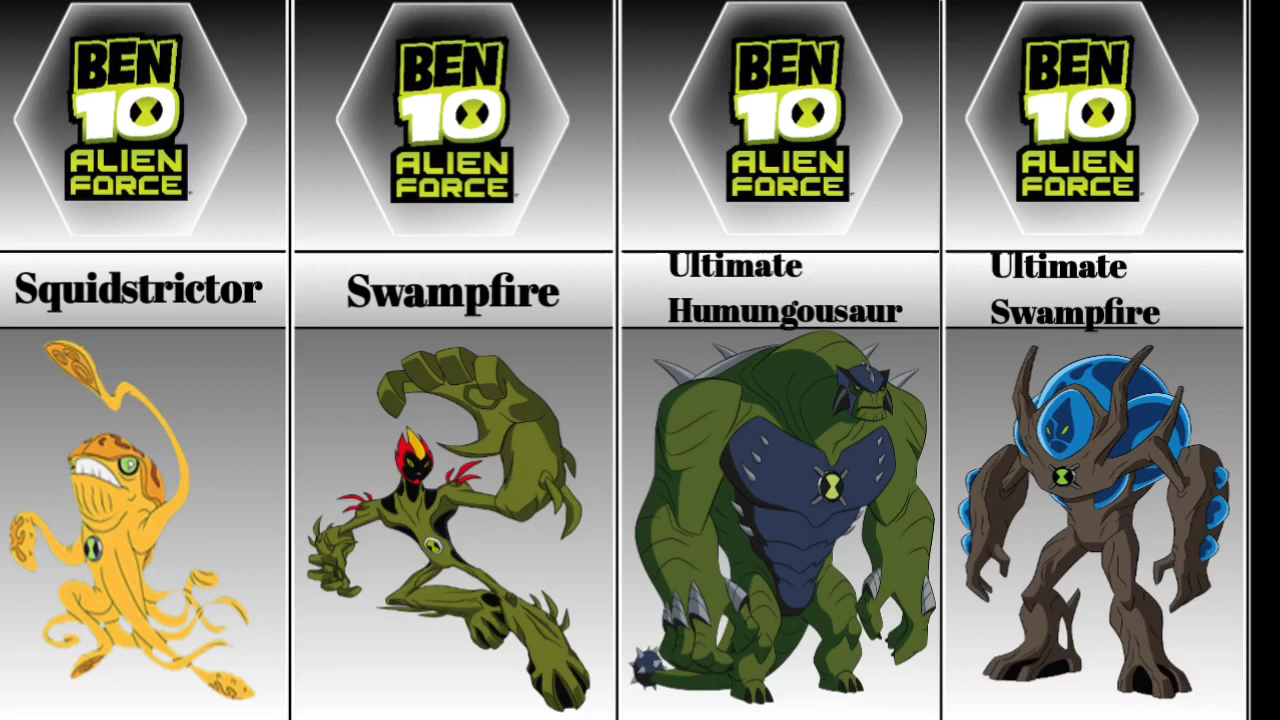 BEN
10
ALIEN
FORCE
BEN
10
ALIEN
FORCE
BEN
10
ALIEN
FORCE
BEN
10
ALIEN
FORCE
Squidstrictor
Swampfire
Ultimate
Humungousaur
Ultimate
Swampfire